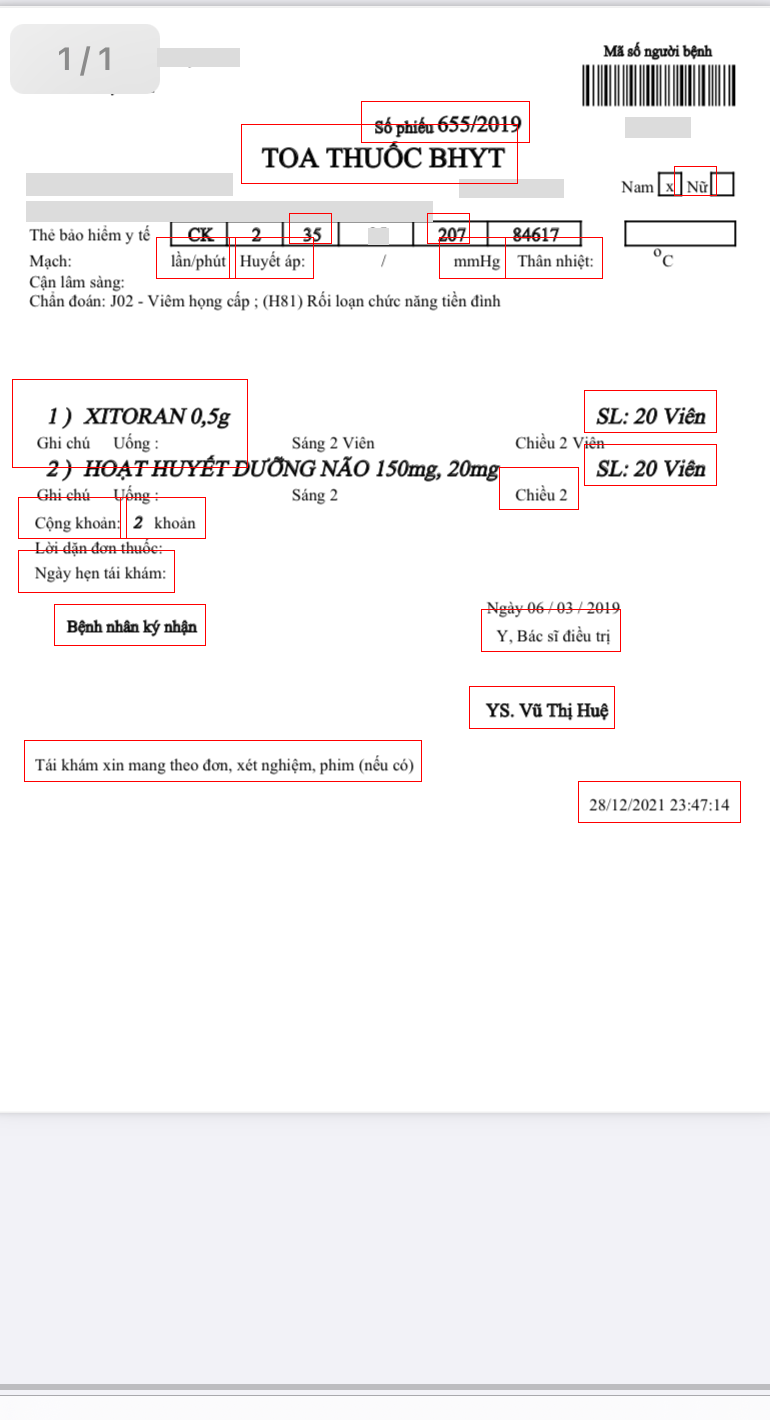 1/1
Mã số người bệnh
Số phiếu 655/2019
TOA THUỐC BHYT
Nam x Nữ
Thẻ bảo hiểm y tế CK 2 35 207 84617
Mạch: lần/phút Huyết áp: / mmHg Thân nhiệt: °C
Cận lâm sàng:
Chẩn đoán: J02 - Viêm họng cấp ; (H81) Rối loạn chức năng tiền đình
1 ) XITORAN 0,5g SL: 20 Viên
Ghi chú Uống : Sáng 2 Viên Chiều 2 Viên
2 ) HOẠT HUYẾT DƯỠNG NÃO 150mg, 20mg SL: 20 Viên
Ghi chú Uống : Sáng 2 Chiều 2
Cộng khoản: 2 khoản
Lời dặn đơn thuốc:
Ngày hẹn tái khám:
Ngày 06 / 03 / 2019
Bệnh nhân ký nhận Y, Bác sĩ điều trị
YS. Vũ Thị Huệ
Tái khám xin mang theo đơn, xét nghiệm, phim (nếu có)
28/12/2021 23:47:14